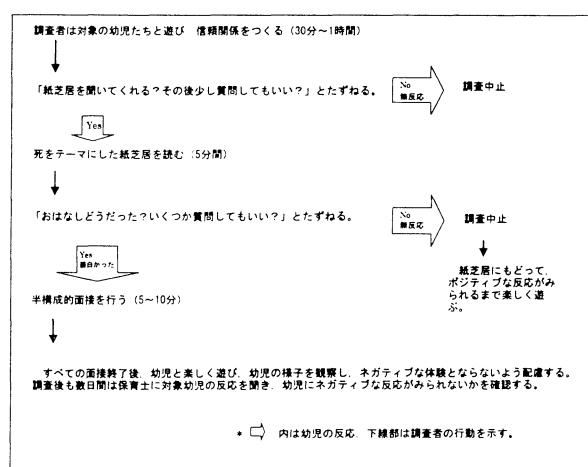 調査者は対象の幼児たちと遊び 信頼関係をつくる（30分～1時間）
「紙芝居を聞いてくれる？その後少し質問してもいい？」とたずねる。
No
無反応
調査中止
Yes
死をテーマにした紙芝居を読む（5分間）
「おはなしどうだった？いくつか質問してもいい？」とたずねる。
No
無反応
調査中止
Yes
面白かった
紙芝居にもどって，
ポジティブな反応がみ
られるまで楽しく遊
ぶ。
半構成的面接を行う（5～10分）
すべての面接終了後，幼児と楽しく遊び，幼児の様子を観察し，ネガティブな体験とならないよう配慮する。
調査後も数日間は保育士に対象幼児の反応を聞き，幼児にネガティブな反応がみられないかを確認する。
* ⇨ 内は幼児の反応，下線部は調査者の行動を示す。